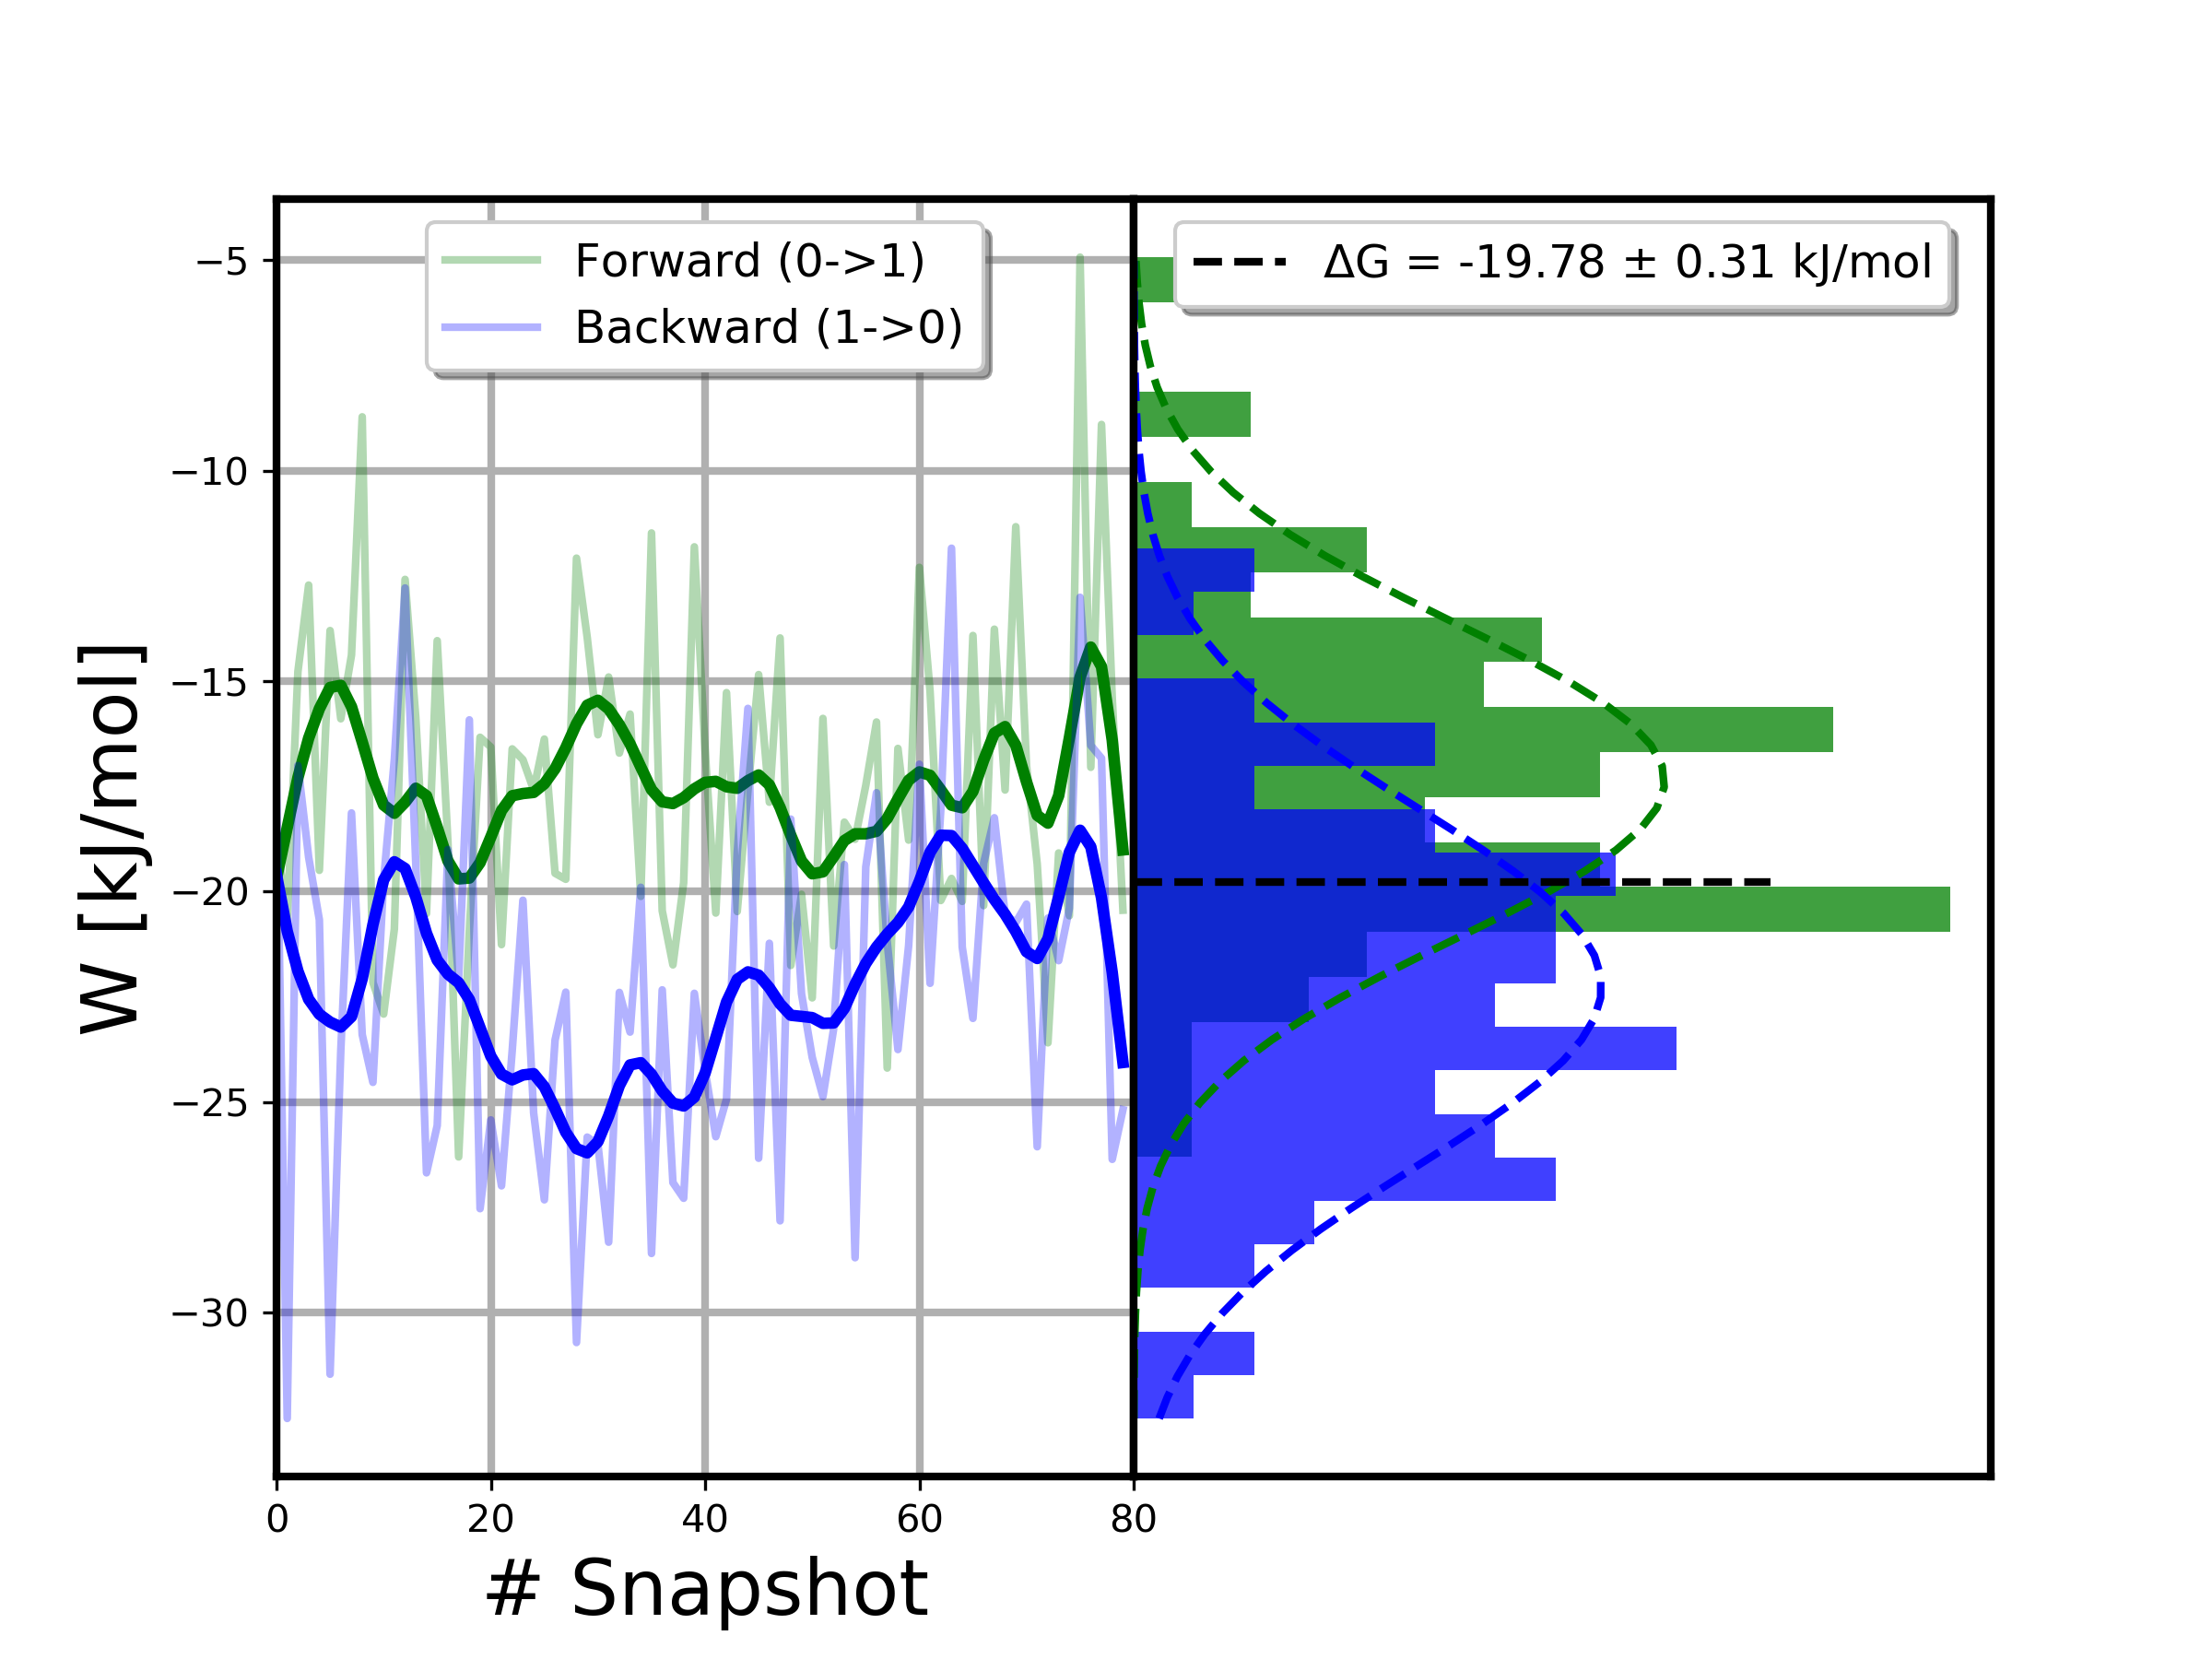 Forward (0->1)
Backward (1->0)
ΔG = -19.78 ± 0.31 kJ/mol
W [kJ/mol]
−5
−10
−15
−20
−25
−30
0 20 40 60 80
# Snapshot